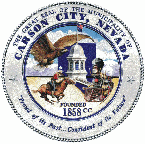 THE GREAT SEAL OF THE MUNICIPALITY OF
CARSON CITY, NEVADA
FOUNDED
1858 CC
Proud of its Past...Confident of its Future